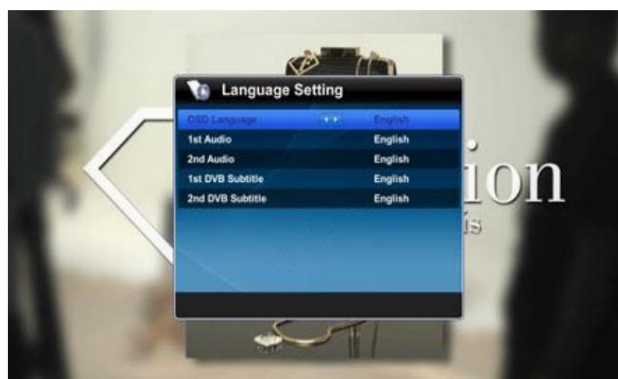 Language Setting
OSD Language English
1st Audio English
2nd Audio English
1st DVB Subtitle English
2nd DVB Subtitle English
ion
is